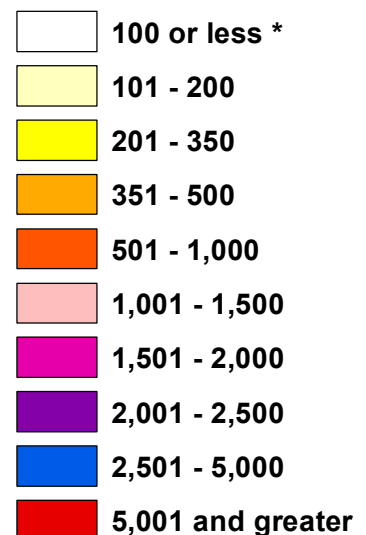 100 or less *
101 - 200
201 - 350
351 - 500
501 - 1,000
1,001 - 1,500
1,501 - 2,000
2,001 - 2,500
2,501 - 5,000
5,001 and greater